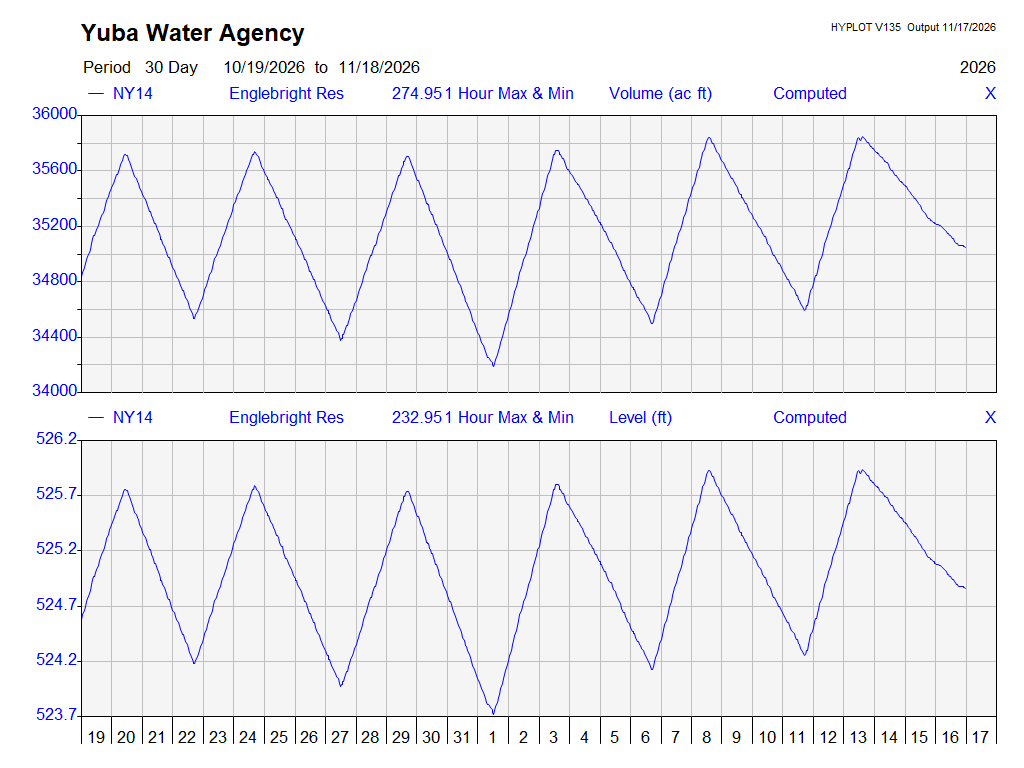 Yuba Water Agency
HYPLOT V135 Output 11/17/2026
Period 30 Day 10/19/2026 to 11/18/2026
2026
— NY14 Englebright Res 274.951 Hour Max & Min Volume (ac ft) Computed X
36000
35600
35200
34800
34400
34000
— NY14 Englebright Res 232.951 Hour Max & Min Level (ft) Computed X
526.2
525.7
525.2
524.7
524.2
523.7
19 20 21 22 23 24 25 26 27 28 29 30 31 1 2 3 4 5 6 7 8 9 10 11 12 13 14 15 16 17